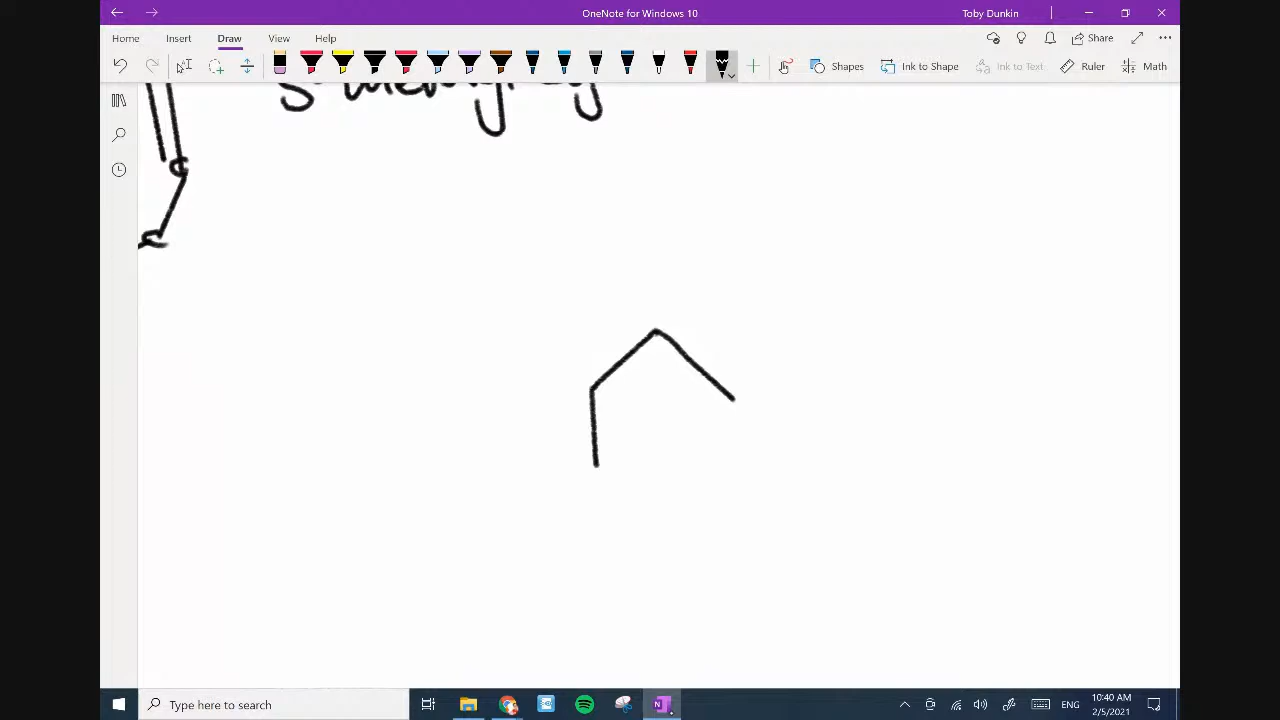 OneNote for Windows 10
Toby Dunkin
Home Insert Draw View Help
Share
Shapes Ink to Shape Ink to Text Ruler Math
Type here to search
ENG
10:40 AM
2/5/2021